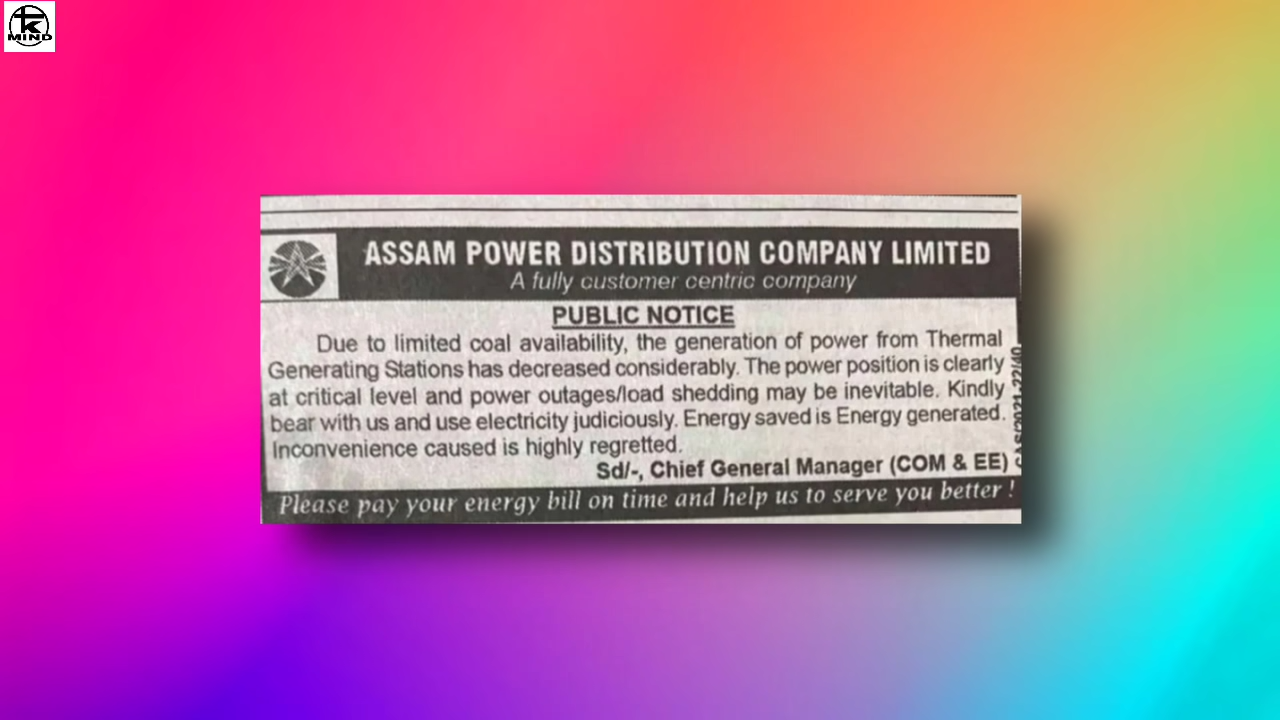 K
MIND
ASSAM POWER DISTRIBUTION COMPANY LIMITED
A fully customer centric company
PUBLIC NOTICE
Due to limited coal availability, the generation of power from Thermal
Generating Stations has decreased considerably. The power position is clearly
at critical level and power outages/load shedding may be inevitable. Kindly
bear with us and use electricity judiciously. Energy saved is Energy generated.
Inconvenience caused is highly regretted.
Sd/-, Chief General Manager (COM & EE)
Please pay your energy bill on time and help us to serve you better !